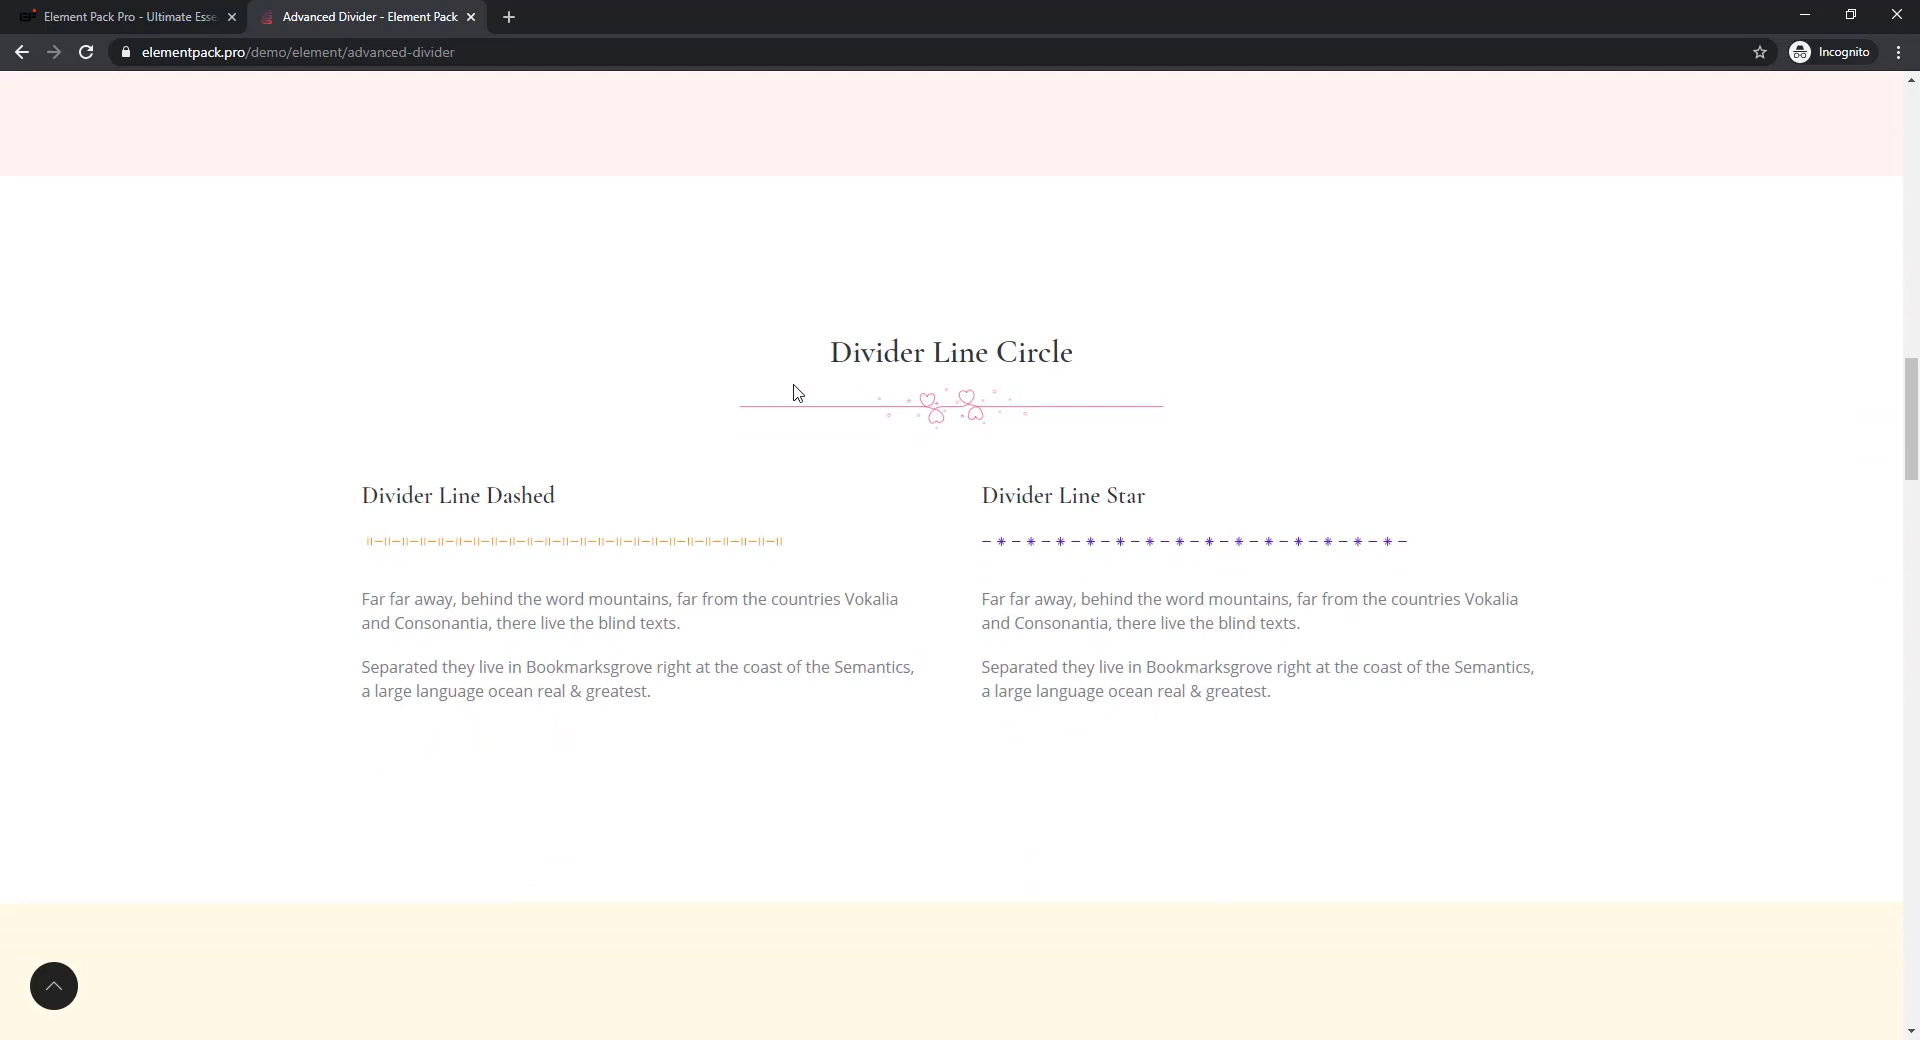 Element Pack Pro - Ultimate Esse
Advanced Divider - Element Pack
elementpack.pro/demo/element/advanced-divider
Incognito
Divider Line Circle
Divider Line Dashed
Far far away, behind the word mountains, far from the countries Vokalia
and Consonantia, there live the blind texts.
Separated they live in Bookmarksgrove right at the coast of the Semantics,
a large language ocean real & greatest.
Divider Line Star
Far far away, behind the word mountains, far from the countries Vokalia
and Consonantia, there live the blind texts.
Separated they live in Bookmarksgrove right at the coast of the Semantics,
a large language ocean real & greatest.